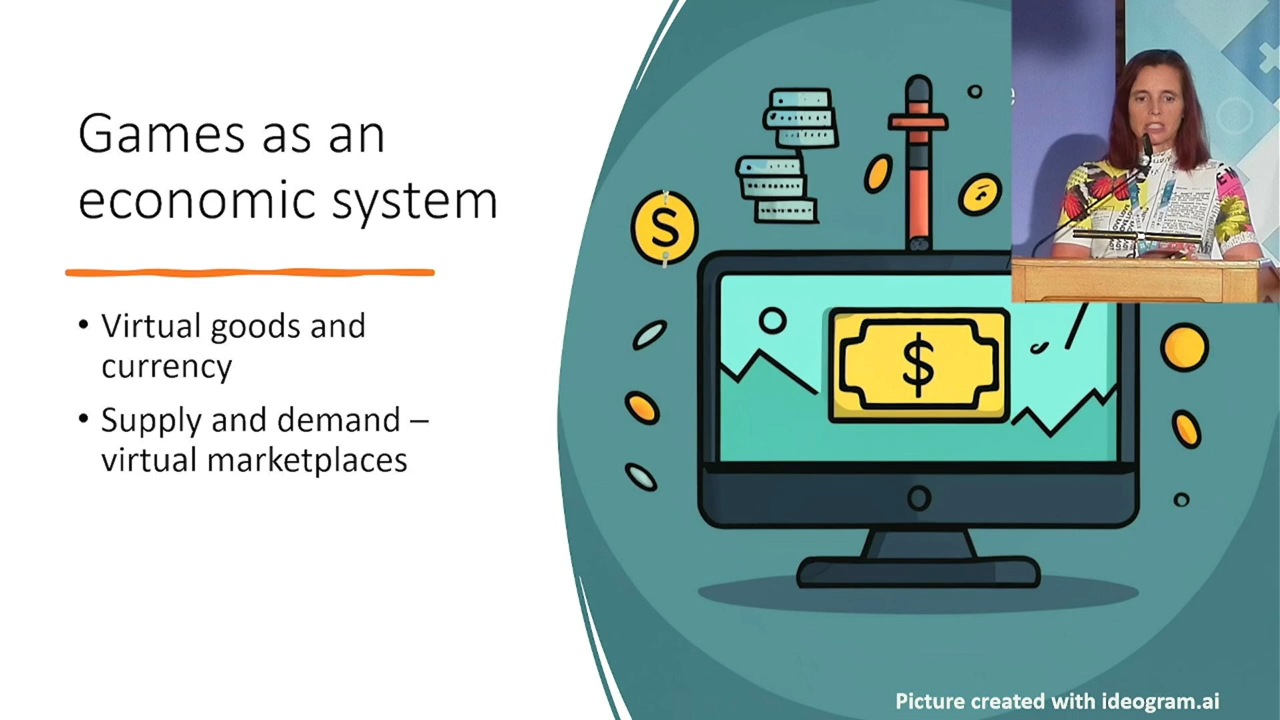 Games as an
economic system
• Virtual goods and
currency
• Supply and demand –
virtual marketplaces
$
$
Picture created with ideogram.ai